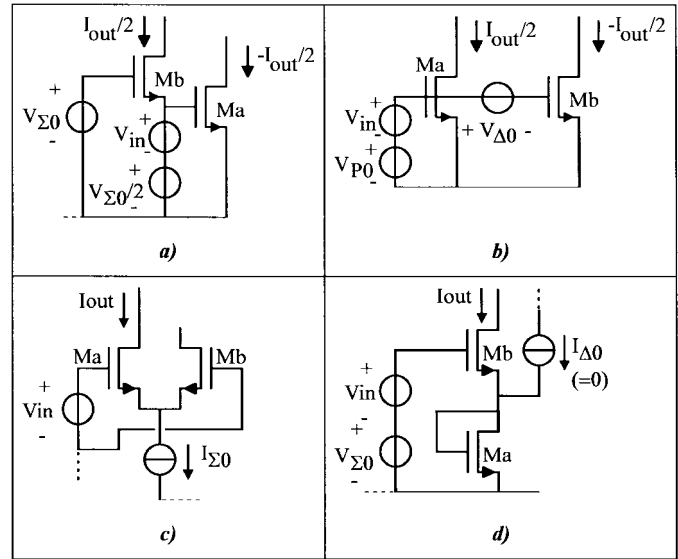 I_out/2
-I_out/2
Mb
Ma
+
V_Σ0
-
+
V_in
-
+
V_Σ0/2
-
a)
I_out/2
-I_out/2
Ma
Mb
+
V_in
-
+ V_Δ0 -
+
V_P0
-
b)
Iout
Ma
Mb
+
Vin
-
I_Σ0
c)
Iout
Mb
I_Δ0
(=0)
+
Vin
-
+
V_Σ0
-
Ma
d)